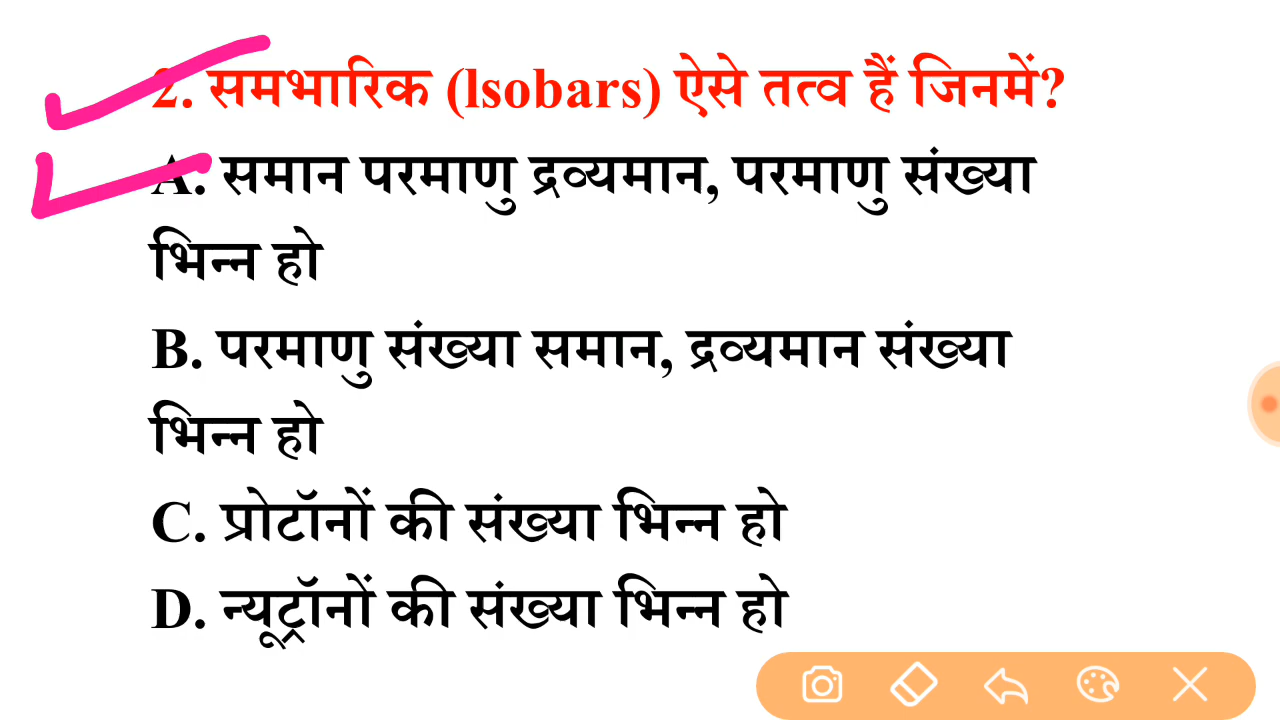 2. समभारिक (lsobars) ऐसे तत्व हैं जिनमें?
A. समान परमाणु द्रव्यमान, परमाणु संख्या
भिन्न हो
B. परमाणु संख्या समान, द्रव्यमान संख्या
भिन्न हो
C. प्रोटॉनों की संख्या भिन्न हो
D. न्यूट्रॉनों की संख्या भिन्न हो